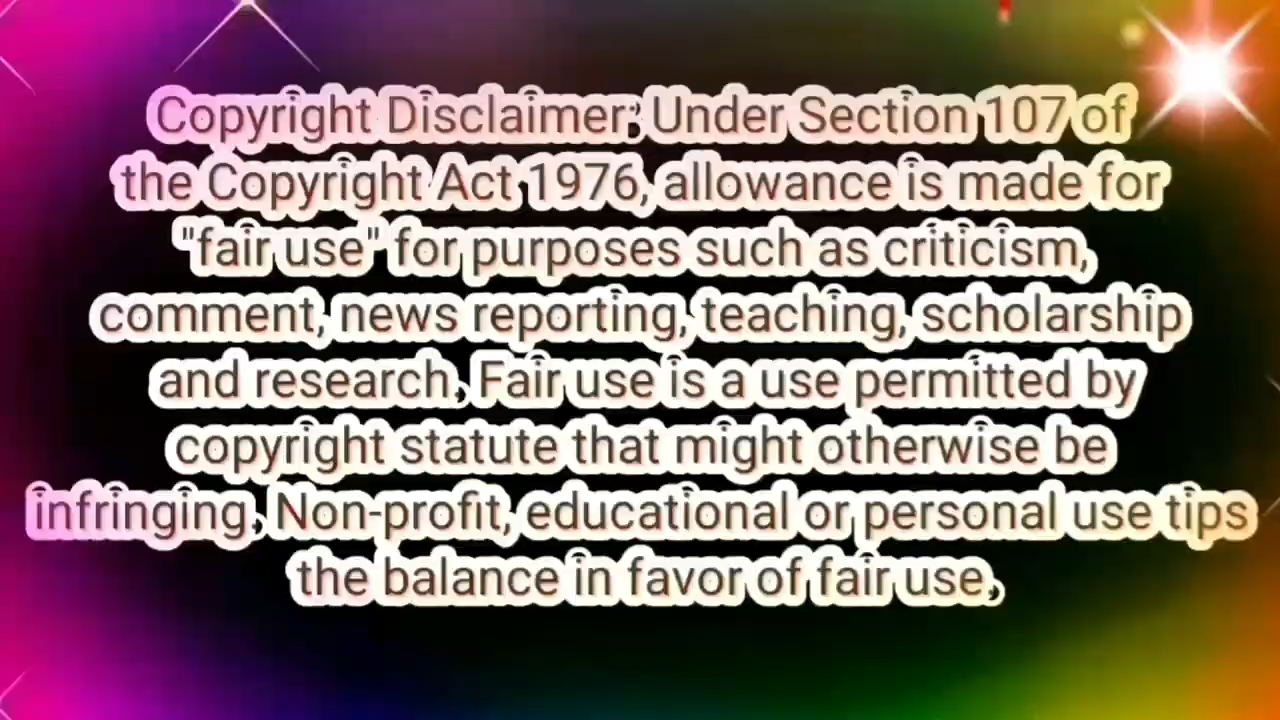 Copyright Disclaimer: Under Section 107 of
the Copyright Act 1976, allowance is made for
"fair use" for purposes such as criticism,
comment, news reporting, teaching, scholarship
and research. Fair use is a use permitted by
copyright statute that might otherwise be
infringing. Non-profit, educational or personal use tips
the balance in favor of fair use.